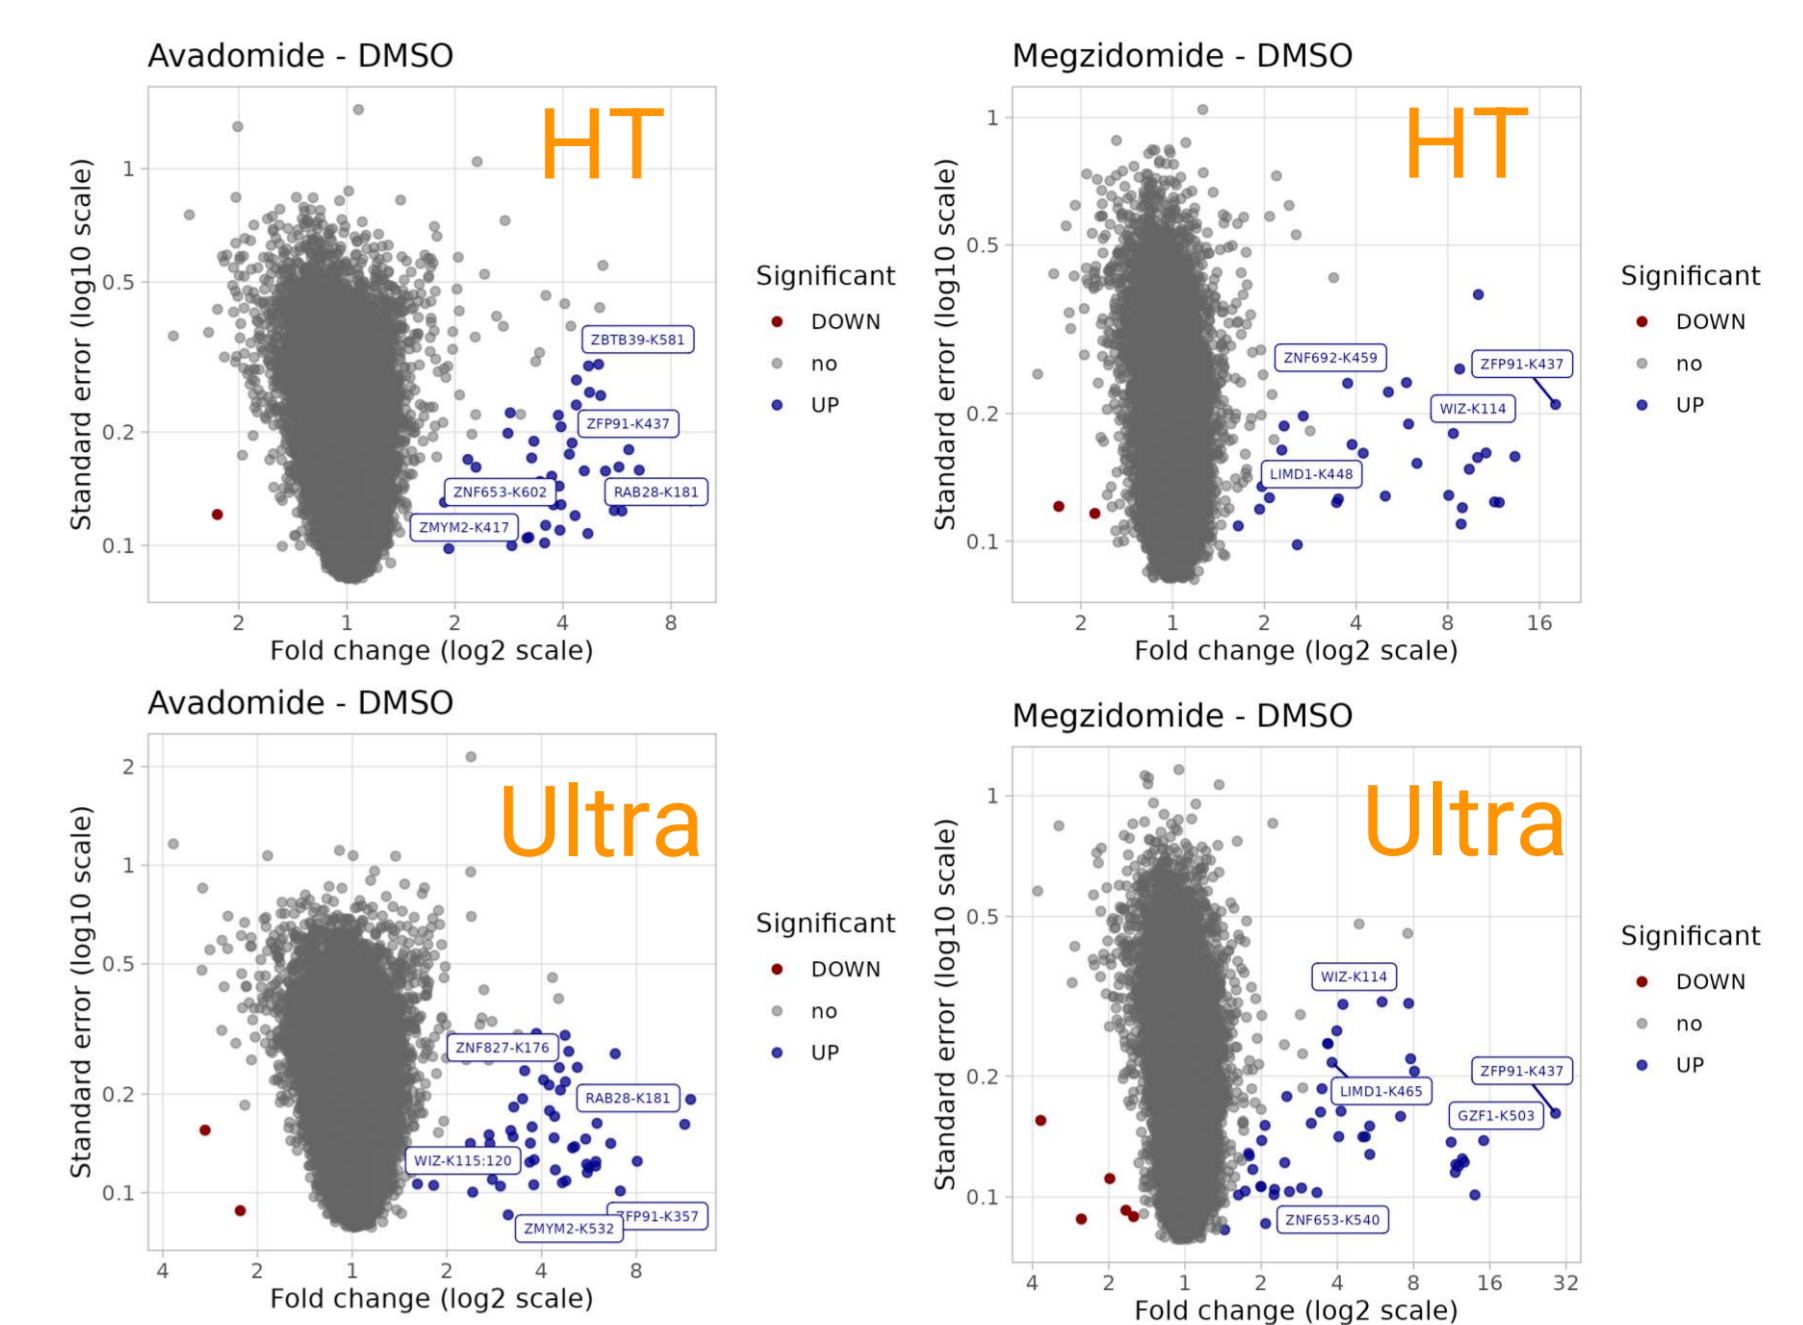 Avadomide - DMSO
HT
Standard error (log10 scale)
1
0.5
0.2
0.1
ZBTB39-K581
ZFP91-K437
ZNF653-K602
RAB28-K181
ZMYM2-K417
2 1 2 4 8
Fold change (log2 scale)
Significant
DOWN
no
UP
Megzidomide - DMSO
HT
Standard error (log10 scale)
1
0.5
0.2
0.1
ZNF692-K459
ZFP91-K437
WIZ-K114
LIMD1-K448
2 1 2 4 8 16
Fold change (log2 scale)
Significant
DOWN
no
UP
Avadomide - DMSO
Ultra
Standard error (log10 scale)
2
1
0.5
0.2
0.1
ZNF827-K176
RAB28-K181
WIZ-K115:120
ZFP91-K357
ZMYM2-K532
4 2 1 2 4 8
Fold change (log2 scale)
Significant
DOWN
no
UP
Megzidomide - DMSO
Ultra
Standard error (log10 scale)
1
0.5
0.2
0.1
WIZ-K114
ZFP91-K437
LIMD1-K465
GZF1-K503
ZNF653-K540
4 2 1 2 4 8 16 32
Fold change (log2 scale)
Significant
DOWN
no
UP